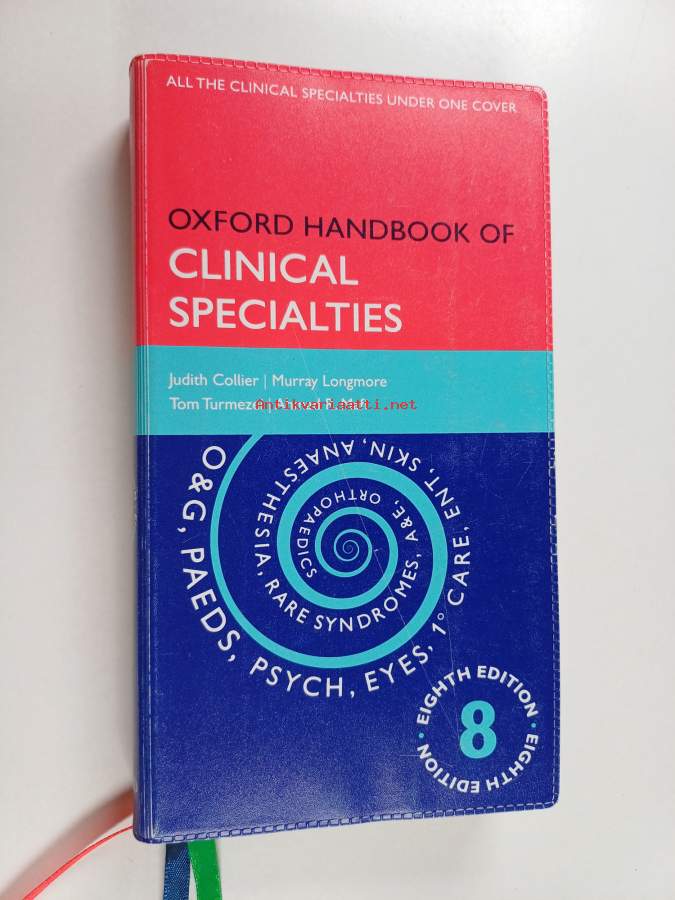 ALL THE CLINICAL SPECIALTIES UNDER ONE COVER
OXFORD HANDBOOK OF
CLINICAL
SPECIALTIES
Judith Collier | Murray Longmore
Tom Turmezei
Antikvariaatti.net
O&G, PAEDS, PSYCH, EYES, 1° CARE, ENT, SKIN, ANAESTHESIA, RARE SYNDROMES, A&E, ORTHOPAEDICS
EIGHTH EDITION • EIGHTH EDITION •
8